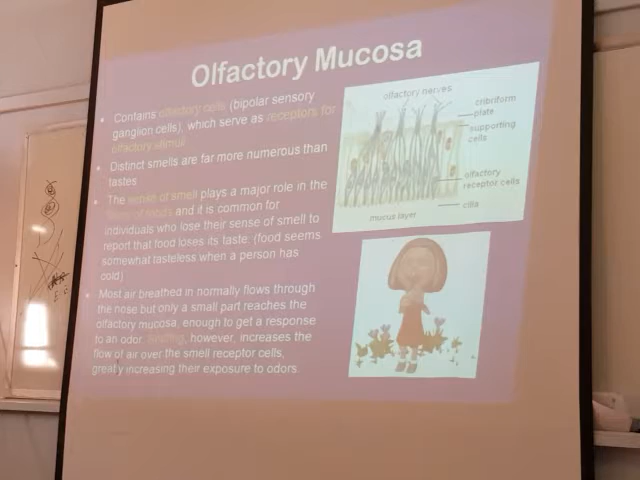 Olfactory Mucosa
Contains olfactory cells (bipolar sensory
ganglion cells), which serve as receptors for
olfactory stimuli
Distinct smells are far more numerous than
tastes
The sense of smell plays a major role in the
flavor of foods and it is common for
individuals who lose their sense of smell to
report that food loses its taste. (food seems
somewhat tasteless when a person has
cold)
Most air breathed in normally flows through
the nose but only a small part reaches the
olfactory mucosa, enough to get a response
to an odor. Sniffing, however, increases the
flow of air over the smell receptor cells,
greatly increasing their exposure to odors.
olfactory nerves
cribriform
plate
supporting
cells
olfactory
receptor cells
cilia
mucus layer